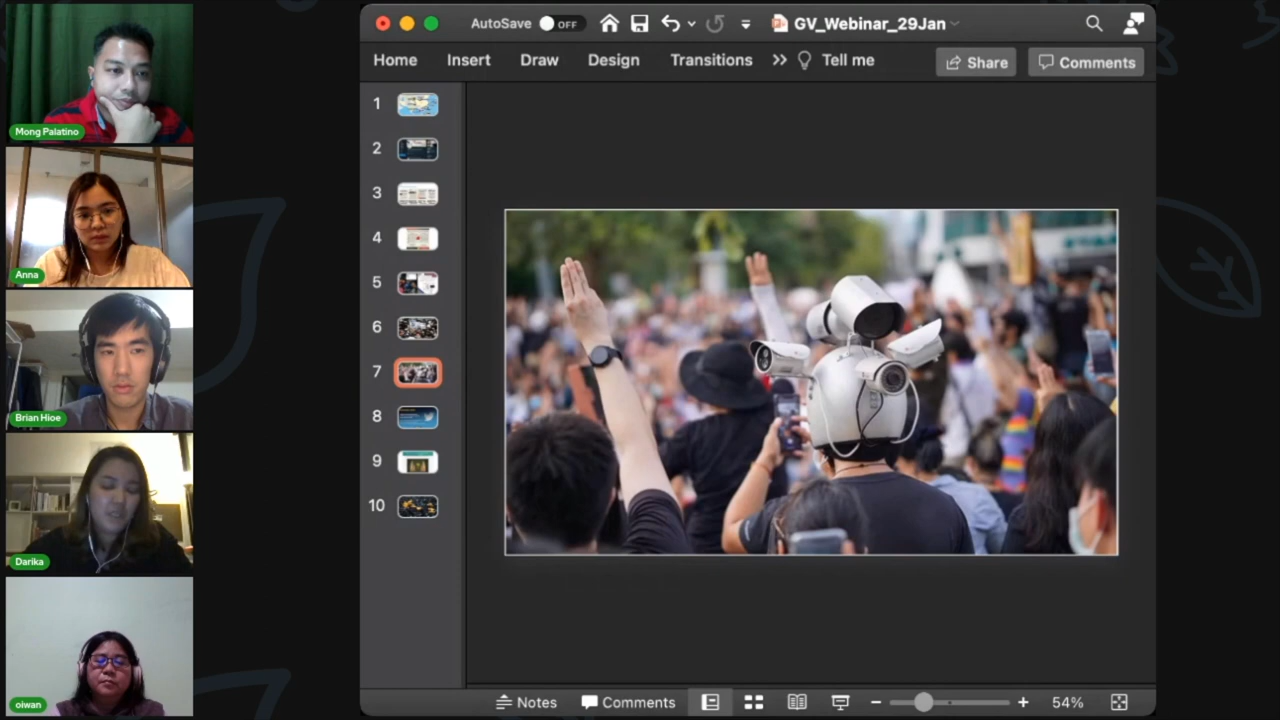 Mong Palatino
Anna
Brian Hioe
Darika
oiwan
AutoSave OFF
GV_Webinar_29Jan
Home Insert Draw Design Transitions Tell me
Share Comments
1
2
3
4
5
6
7
8
9
10
Notes Comments 54%